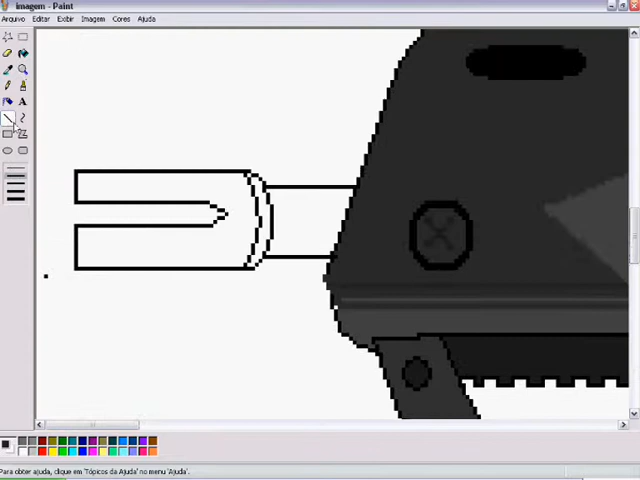 imagem - Paint
Arquivo Editar Exibir Imagem Cores Ajuda
A
Para obter ajuda, clique em 'Tópicos da Ajuda' no menu 'Ajuda'.